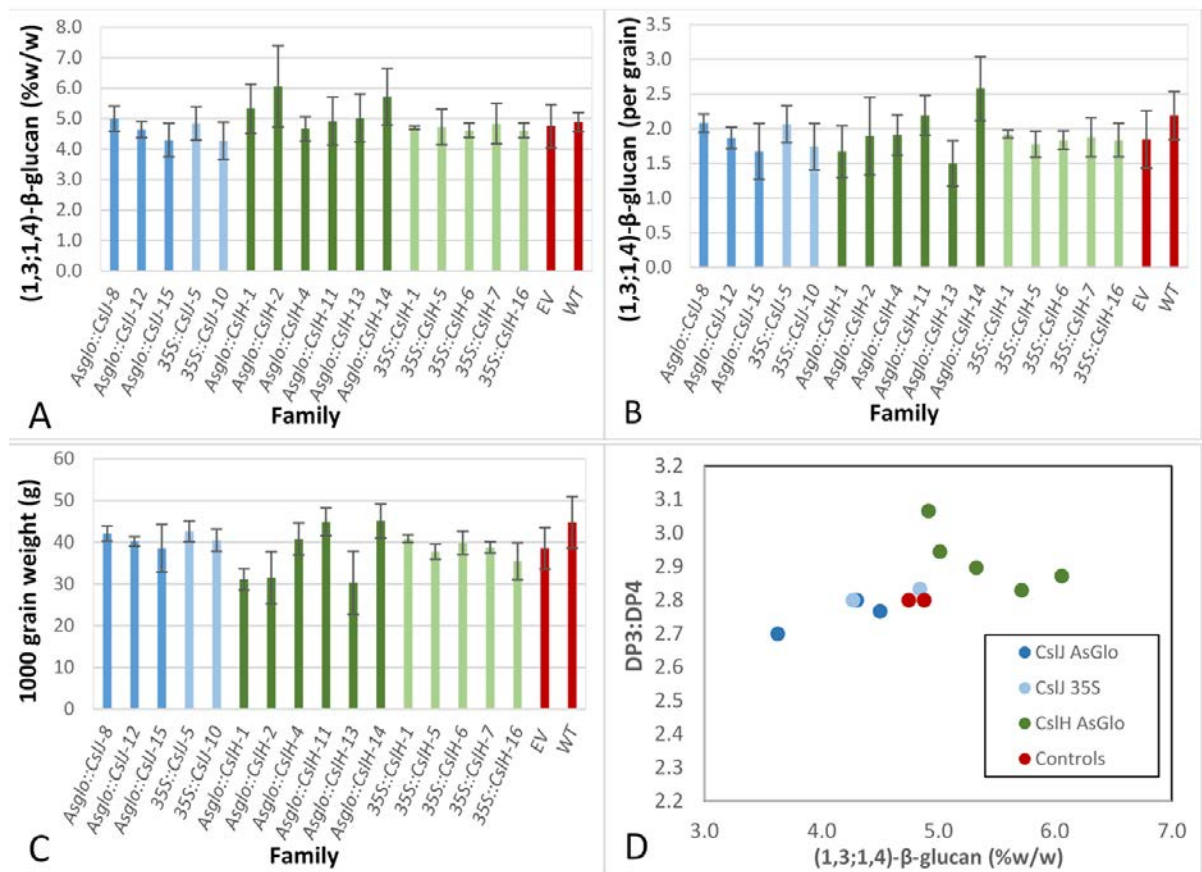 (1,3;1,4)-β-glucan (%w/w)
8.0
7.0
6.0
5.0
4.0
3.0
2.0
1.0
0.0
Asglo::CslJ-8
Asglo::CslJ-12
Asglo::CslJ-15
35S::CslJ-5
35S::CslJ-10
Asglo::CslH-1
Asglo::CslH-2
Asglo::CslH-4
Asglo::CslH-11
Asglo::CslH-13
Asglo::CslH-14
35S::CslH-1
35S::CslH-5
35S::CslH-6
35S::CslH-7
35S::CslH-16
EV
WT
A
Family
(1,3;1,4)-β-glucan (per grain)
3.5
3.0
2.5
2.0
1.5
1.0
0.5
0.0
Asglo::CslJ-8
Asglo::CslJ-12
Asglo::CslJ-15
35S::CslJ-5
35S::CslJ-10
Asglo::CslH-1
Asglo::CslH-2
Asglo::CslH-4
Asglo::CslH-11
Asglo::CslH-13
Asglo::CslH-14
35S::CslH-1
35S::CslH-5
35S::CslH-6
35S::CslH-7
35S::CslH-16
EV
WT
B
Family
1000 grain weight (g)
60
50
40
30
20
10
0
Asglo::CslJ-8
Asglo::CslJ-12
Asglo::CslJ-15
35S::CslJ-5
35S::CslJ-10
Asglo::CslH-1
Asglo::CslH-2
Asglo::CslH-4
Asglo::CslH-11
Asglo::CslH-13
Asglo::CslH-14
35S::CslH-1
35S::CslH-5
35S::CslH-6
35S::CslH-7
35S::CslH-16
EV
WT
C
Family
DP3:DP4
3.2
3.1
3.0
2.9
2.8
2.7
2.6
2.5
2.4
2.3
2.2
CslJ AsGlo
CslJ 35S
CslH AsGlo
Controls
3.0 4.0 5.0 6.0 7.0
(1,3;1,4)-β-glucan (%w/w)
D